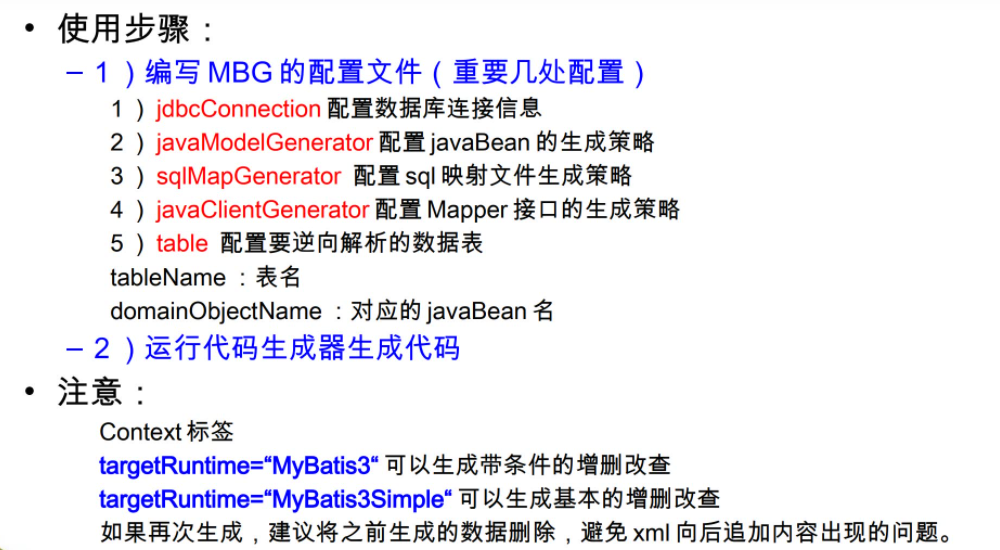 • 使用步骤：
– 1）编写 MBG 的配置文件（重要几处配置）
1） jdbcConnection 配置数据库连接信息
2） javaModelGenerator 配置 javaBean 的生成策略
3） sqlMapGenerator 配置 sql 映射文件生成策略
4） javaClientGenerator 配置 Mapper 接口的生成策略
5） table 配置要逆向解析的数据表
tableName ：表名
domainObjectName ：对应的 javaBean 名
– 2）运行代码生成器生成代码
• 注意：
Context 标签
targetRuntime=“MyBatis3“ 可以生成带条件的增删改查
targetRuntime=“MyBatis3Simple“ 可以生成基本的增删改查
如果再次生成，建议将之前生成的数据删除，避免 xml 向后追加内容出现的问题。